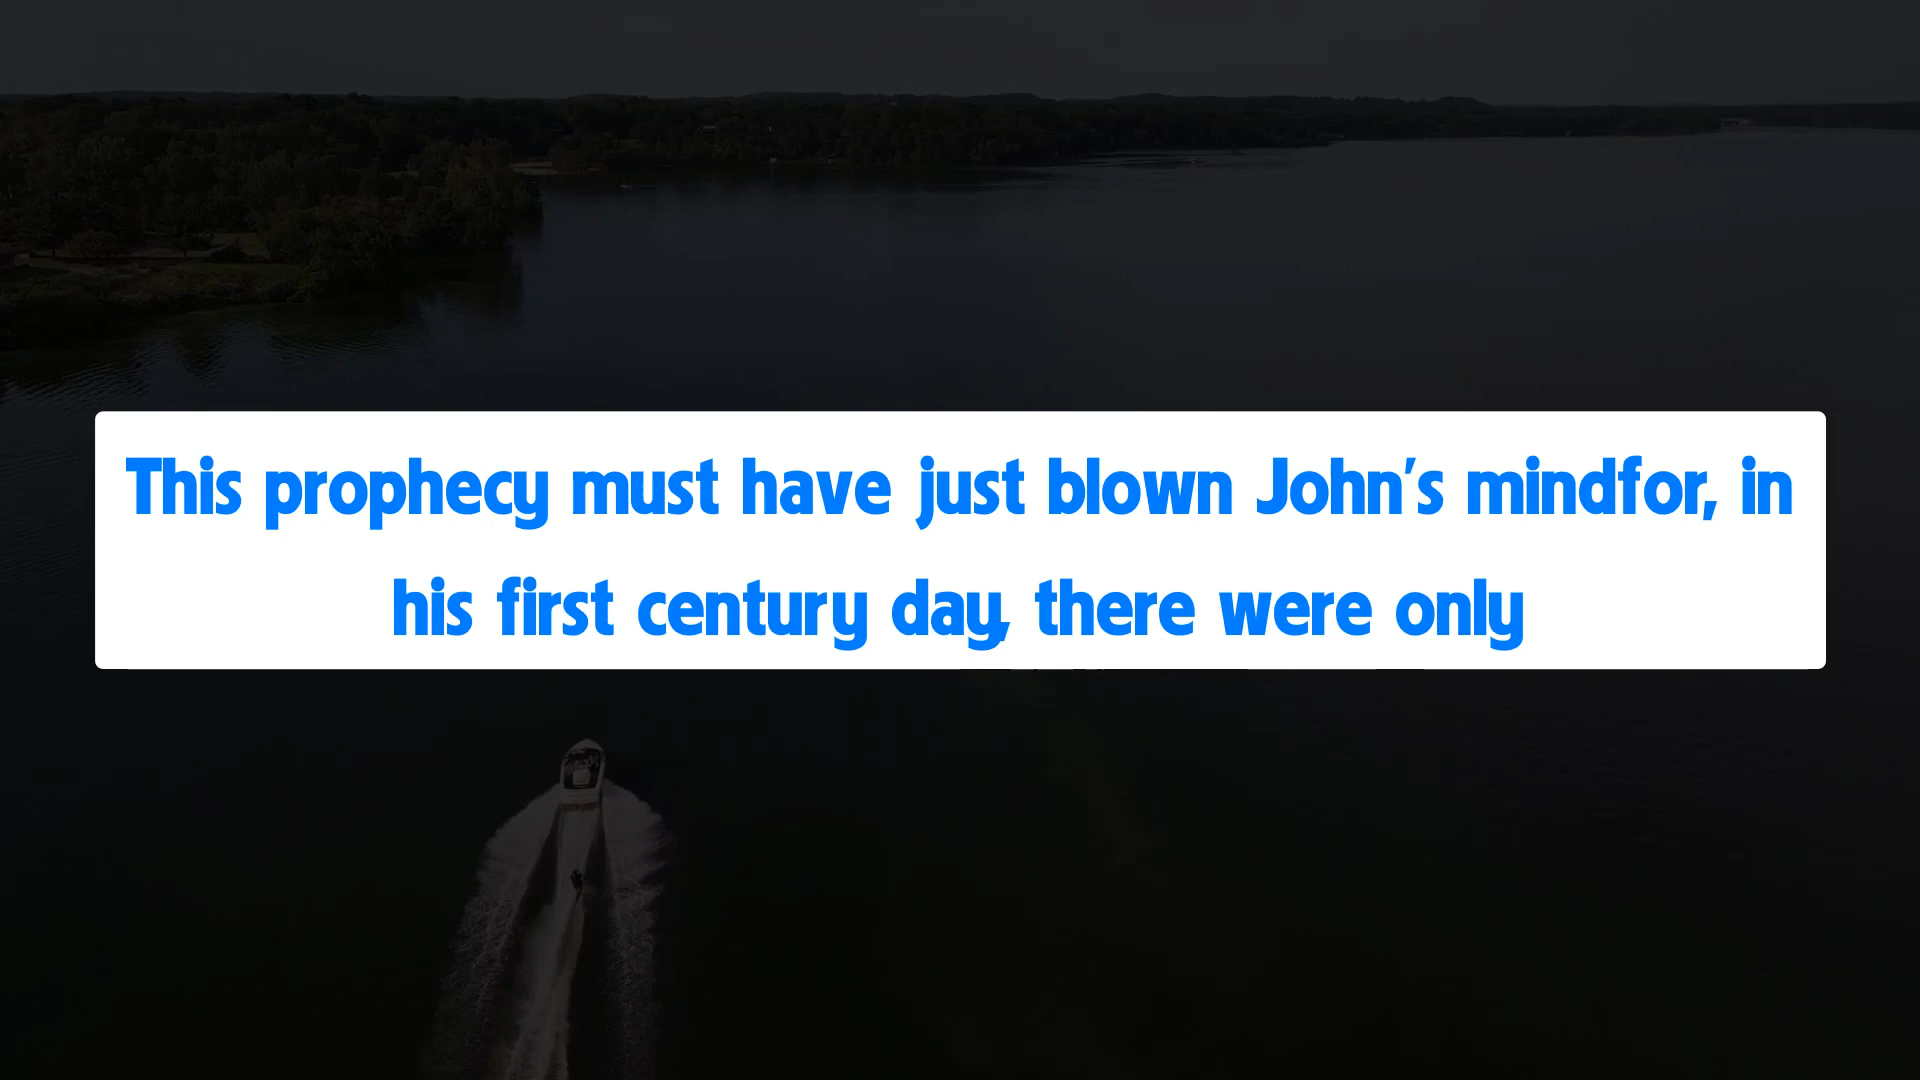 This prophecy must have just blown John's mindfor, in
his first century day, there were only